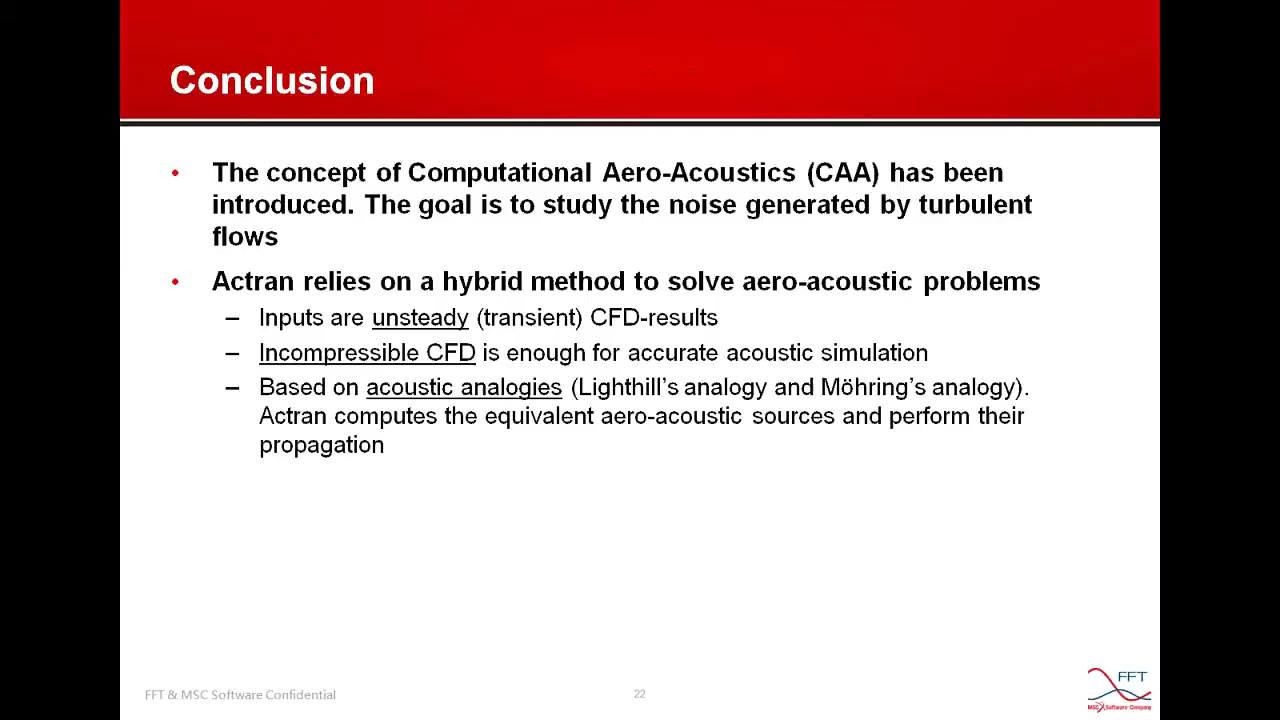 Conclusion
• The concept of Computational Aero-Acoustics (CAA) has been
introduced. The goal is to study the noise generated by turbulent
flows
• Actran relies on a hybrid method to solve aero-acoustic problems
– Inputs are unsteady (transient) CFD-results
– Incompressible CFD is enough for accurate acoustic simulation
– Based on acoustic analogies (Lighthill's analogy and Möhring's analogy).
Actran computes the equivalent aero-acoustic sources and perform their
propagation
FFT & MSC Software Confidential
22
FFT
MSC Software Company